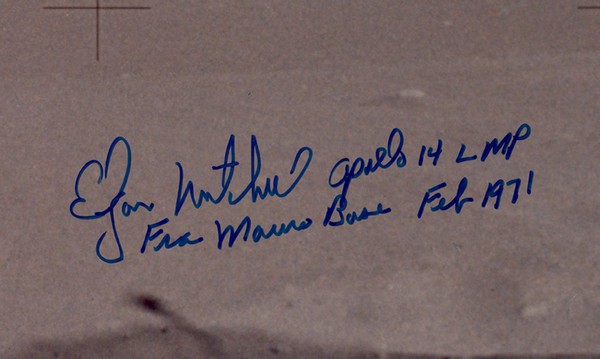 Edgar Mitchell Apollo 14 LMP
Fra Mauro Base Feb 1971